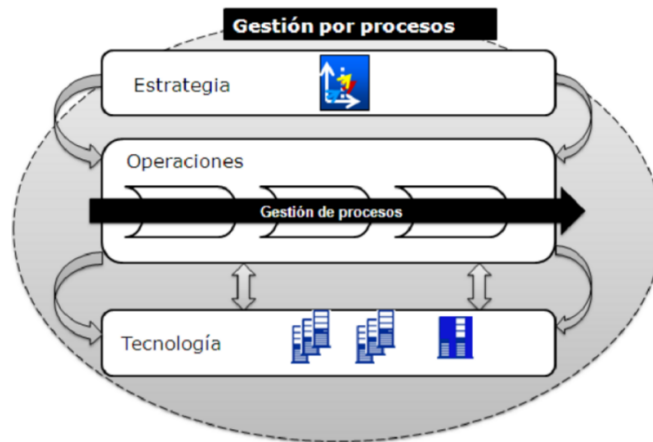 Gestión por procesos
Estrategia
Operaciones
Gestión de procesos
Tecnología